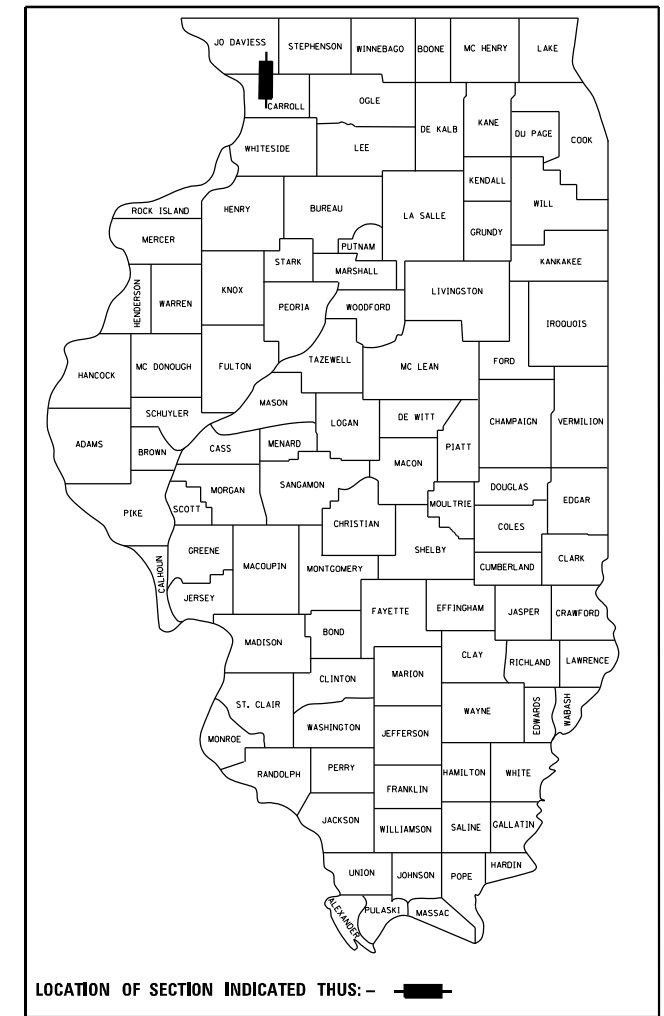 JO DAVIESS
STEPHENSON
WINNEBAGO
BOONE
MC HENRY
LAKE
CARROLL
OGLE
DE KALB
KANE
DU PAGE
COOK
WHITESIDE
LEE
KENDALL
WILL
ROCK ISLAND
HENRY
BUREAU
LA SALLE
GRUNDY
MERCER
PUTNAM
KANKAKEE
STARK
MARSHALL
HENDERSON
WARREN
KNOX
PEORIA
WOODFORD
LIVINGSTON
IROQUOIS
HANCOCK
MC DONOUGH
FULTON
TAZEWELL
MC LEAN
FORD
MASON
SCHUYLER
LOGAN
DE WITT
CHAMPAIGN
VERMILION
ADAMS
BROWN
CASS
MENARD
PIATT
MACON
MORGAN
SANGAMON
DOUGLAS
EDGAR
PIKE
SCOTT
MOULTRIE
CHRISTIAN
COLES
GREENE
SHELBY
CALHOUN
MACOUPIN
MONTGOMERY
CUMBERLAND
CLARK
JERSEY
FAYETTE
EFFINGHAM
JASPER
CRAWFORD
MADISON
BOND
CLAY
RICHLAND
LAWRENCE
CLINTON
MARION
ST. CLAIR
WAYNE
EDWARDS
WABASH
MONROE
WASHINGTON
JEFFERSON
RANDOLPH
PERRY
HAMILTON
WHITE
FRANKLIN
JACKSON
WILLIAMSON
SALINE
GALLATIN
UNION
JOHNSON
POPE
HARDIN
ALEXANDER
PULASKI
MASSAC
LOCATION OF SECTION INDICATED THUS: -